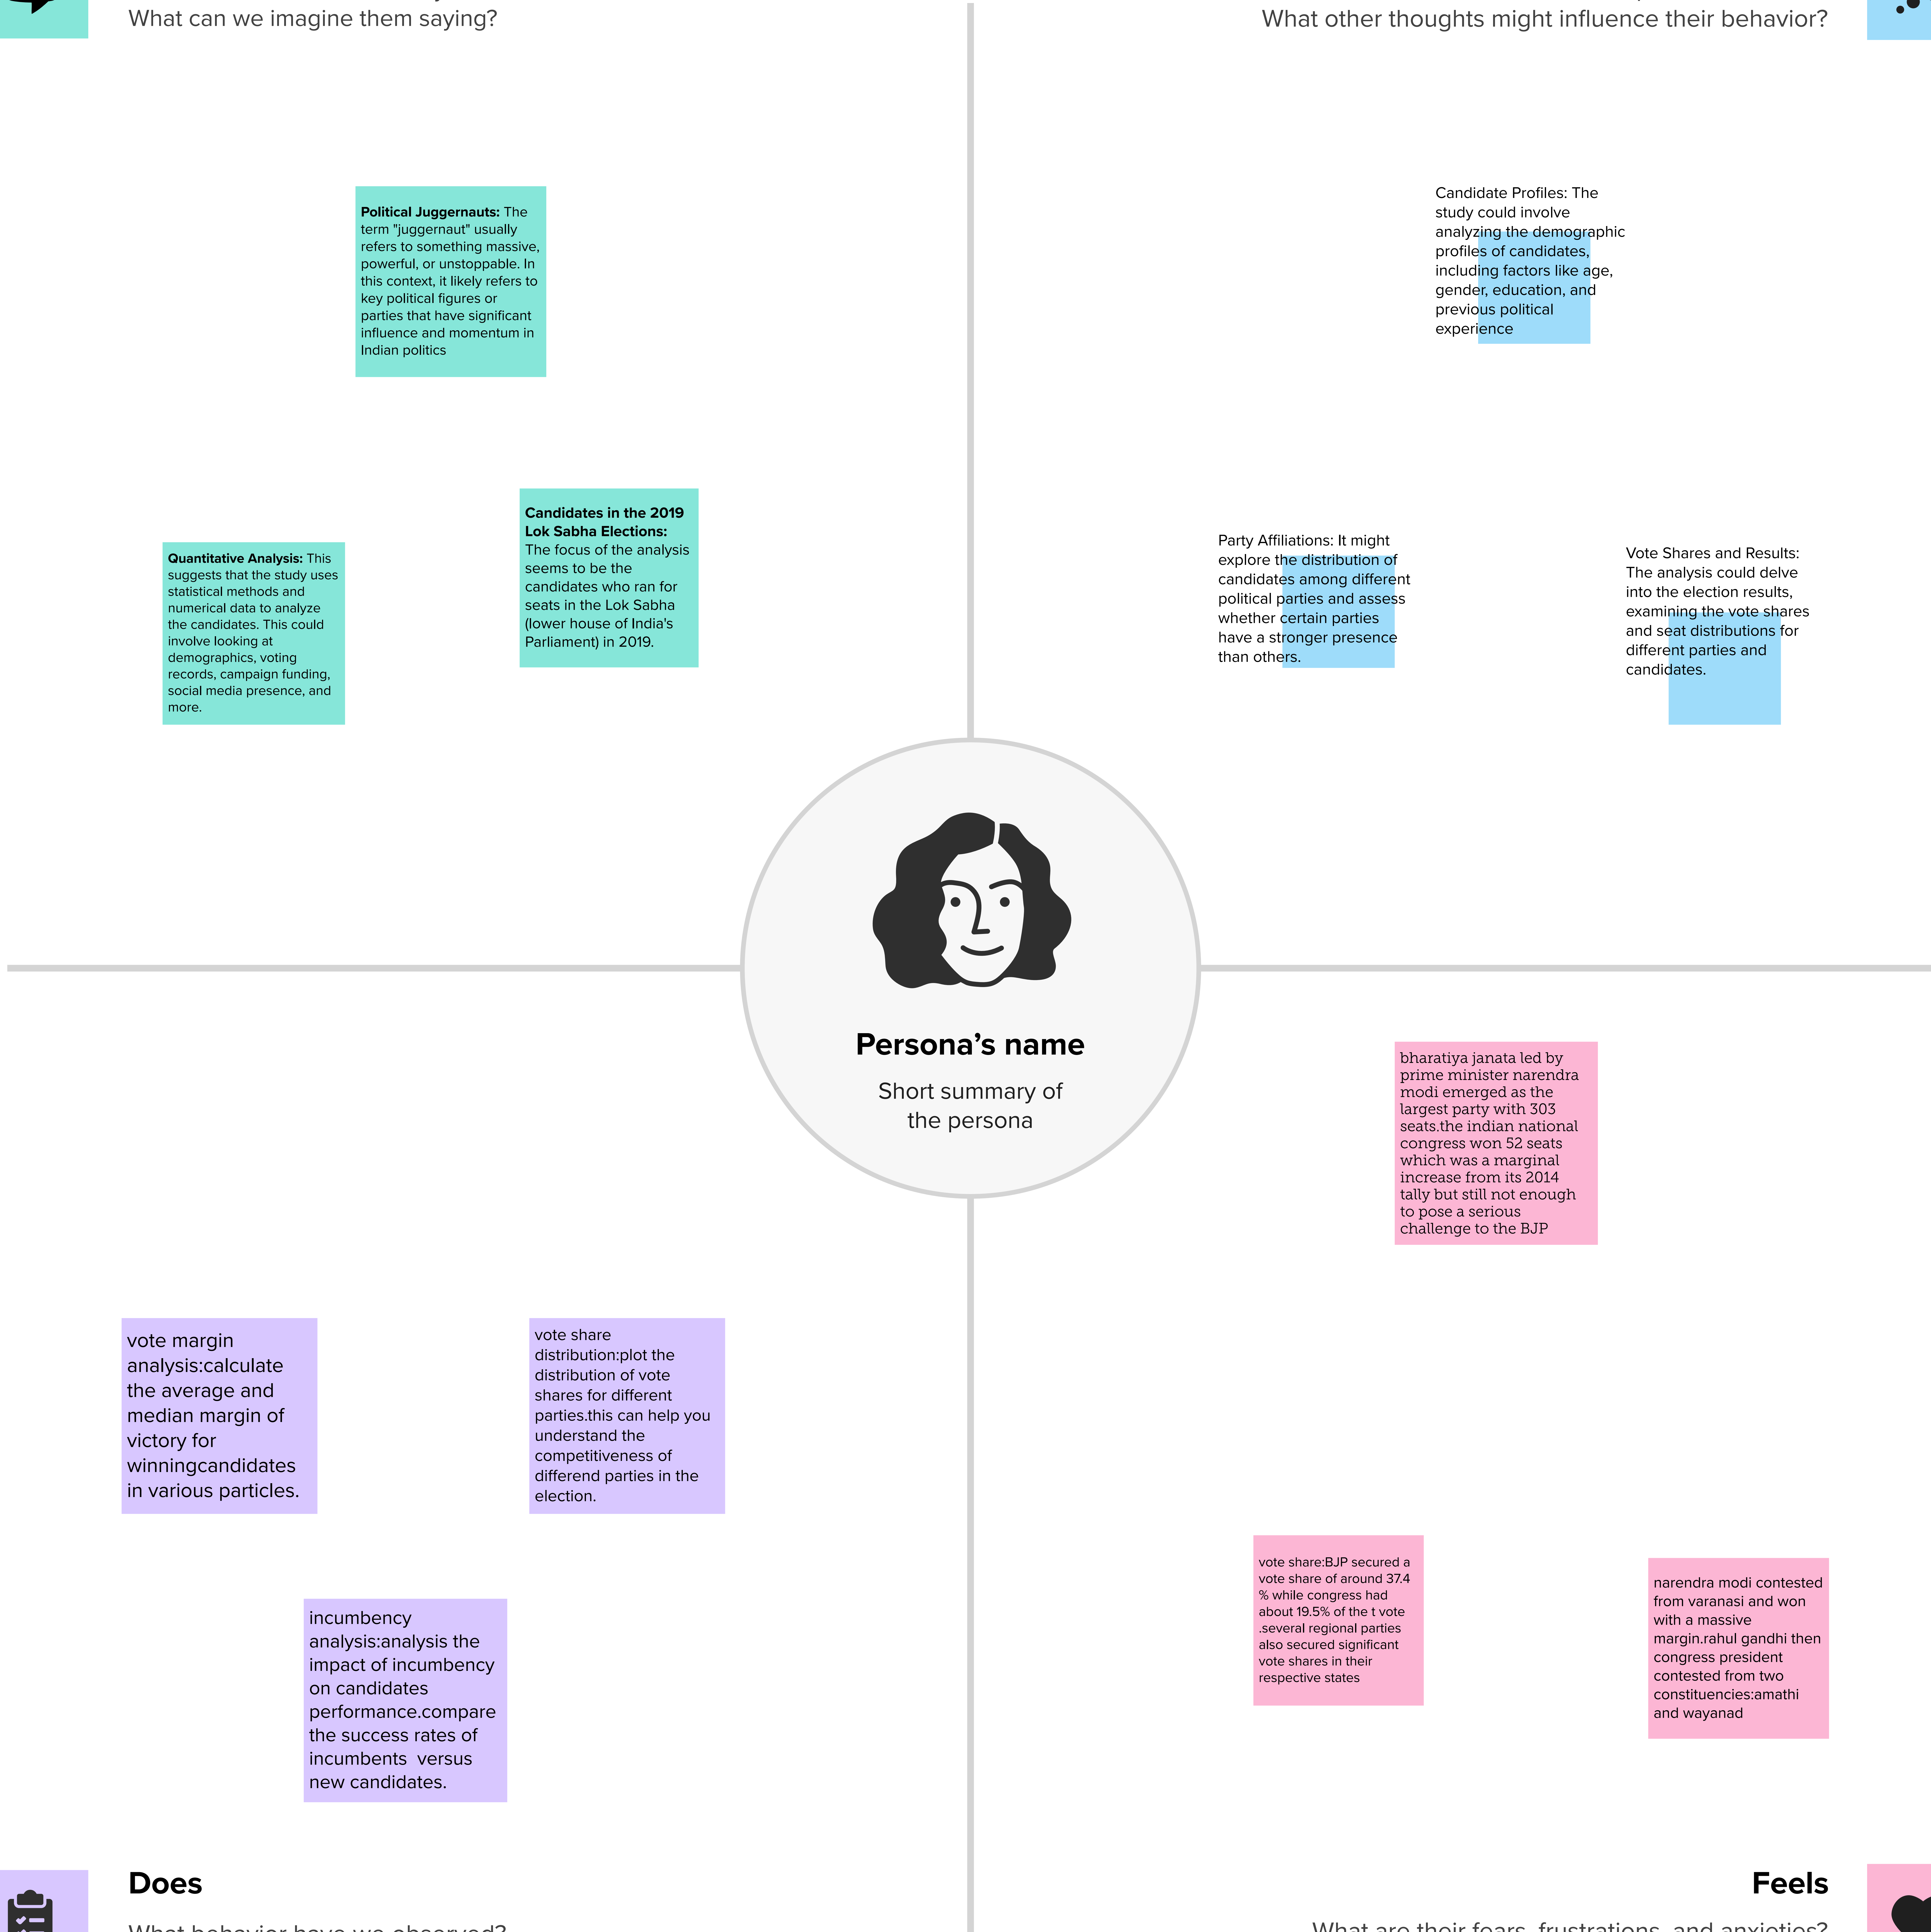 What can we imagine them saying?
What other thoughts might influence their behavior?
Political Juggernauts: The
term "juggernaut" usually
refers to something massive,
powerful, or unstoppable. In
this context, it likely refers to
key political figures or
parties that have significant
influence and momentum in
Indian politics
Candidate Profiles: The
study could involve
analyzing the demographic
profiles of candidates,
including factors like age,
gender, education, and
previous political
experience
Quantitative Analysis: This
suggests that the study uses
statistical methods and
numerical data to analyze
the candidates. This could
involve looking at
demographics, voting
records, campaign funding,
social media presence, and
more.
Candidates in the 2019
Lok Sabha Elections:
The focus of the analysis
seems to be the
candidates who ran for
seats in the Lok Sabha
(lower house of India's
Parliament) in 2019.
Party Affiliations: It might
explore the distribution of
candidates among different
political parties and assess
whether certain parties
have a stronger presence
than others.
Vote Shares and Results:
The analysis could delve
into the election results,
examining the vote shares
and seat distributions for
different parties and
candidates.
Persona's name
Short summary of
the persona
bharatiya janata led by
prime minister narendra
modi emerged as the
largest party with 303
seats.the indian national
congress won 52 seats
which was a marginal
increase from its 2014
tally but still not enough
to pose a serious
challenge to the BJP
vote margin
analysis:calculate
the average and
median margin of
victory for
winningcandidates
in various particles.
vote share
distribution:plot the
distribution of vote
shares for different
parties.this can help you
understand the
competitiveness of
differend parties in the
election.
incumbency
analysis:analysis the
impact of incumbency
on candidates
performance.compare
the success rates of
incumbents versus
new candidates.
vote share:BJP secured a
vote share of around 37.4
% while congress had
about 19.5% of the t vote
.several regional parties
also secured significant
vote shares in their
respective states
narendra modi contested
from varanasi and won
with a massive
margin.rahul gandhi then
congress president
contested from two
constituencies:amathi
and wayanad
Does
What behavior have we observed?
Feels
What are their fears, frustrations, and anxieties?